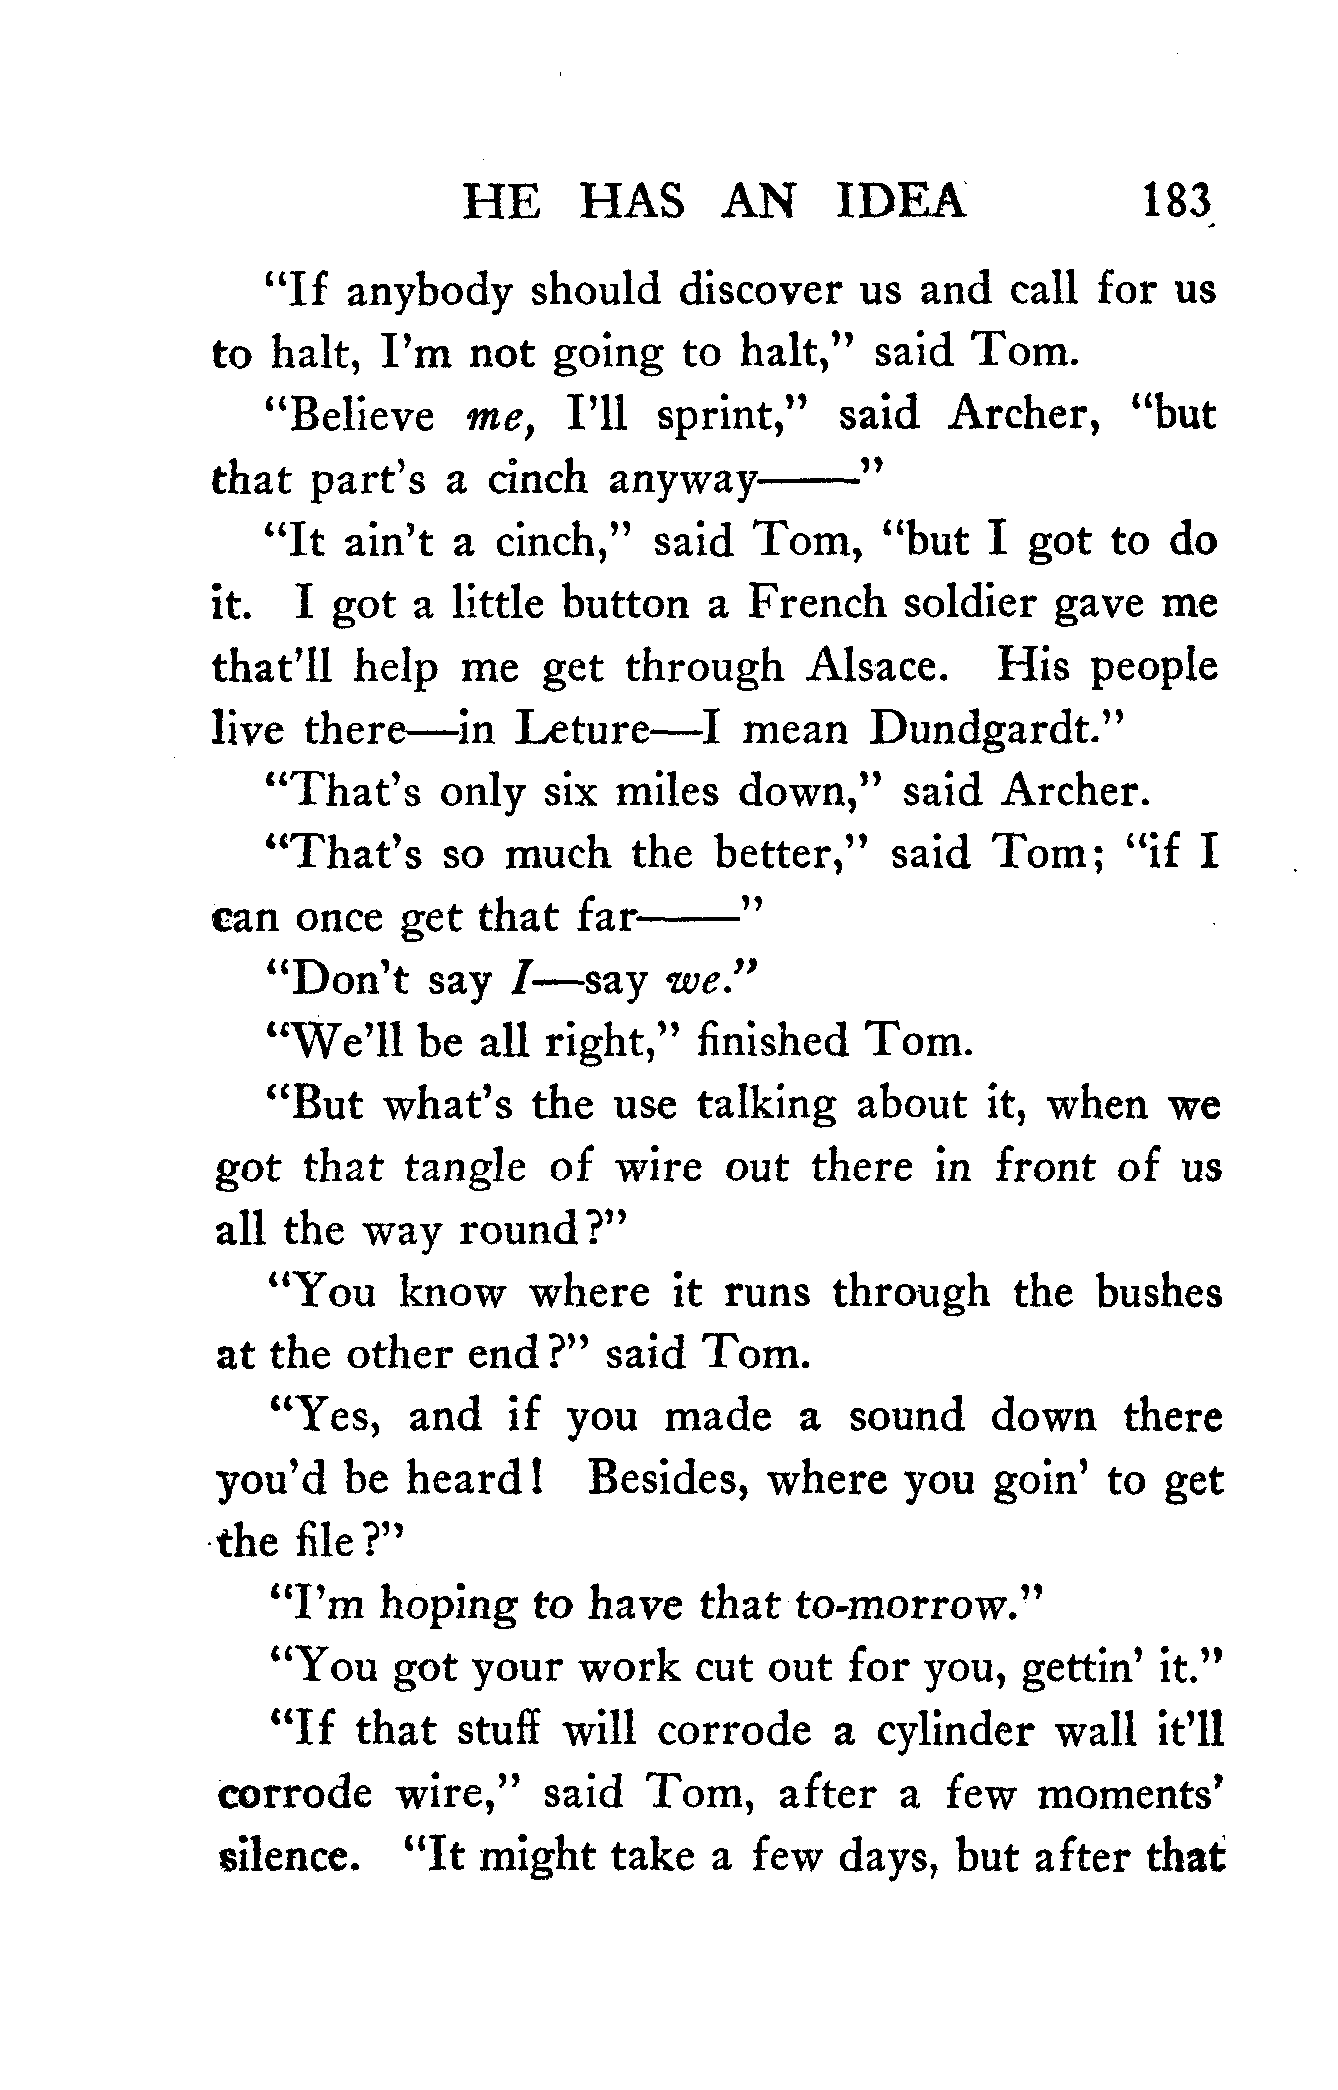 HE HAS AN IDEA 183
"If anybody should discover us and call for us
to halt, I'm not going to halt," said Tom.
"Believe me, I'll sprint," said Archer, "but
that part's a cinch anyway——"
"It ain't a cinch," said Tom, "but I got to do
it. I got a little button a French soldier gave me
that'll help me get through Alsace. His people
live there—in Leture—I mean Dundgardt."
"That's only six miles down," said Archer.
"That's so much the better," said Tom; "if I
can once get that far——"
"Don't say I—say we."
"We'll be all right," finished Tom.
"But what's the use talking about it, when we
got that tangle of wire out there in front of us
all the way round?"
"You know where it runs through the bushes
at the other end?" said Tom.
"Yes, and if you made a sound down there
you'd be heard! Besides, where you goin' to get
the file?"
"I'm hoping to have that to-morrow."
"You got your work cut out for you, gettin' it."
"If that stuff will corrode a cylinder wall it'll
corrode wire," said Tom, after a few moments'
silence. "It might take a few days, but after that